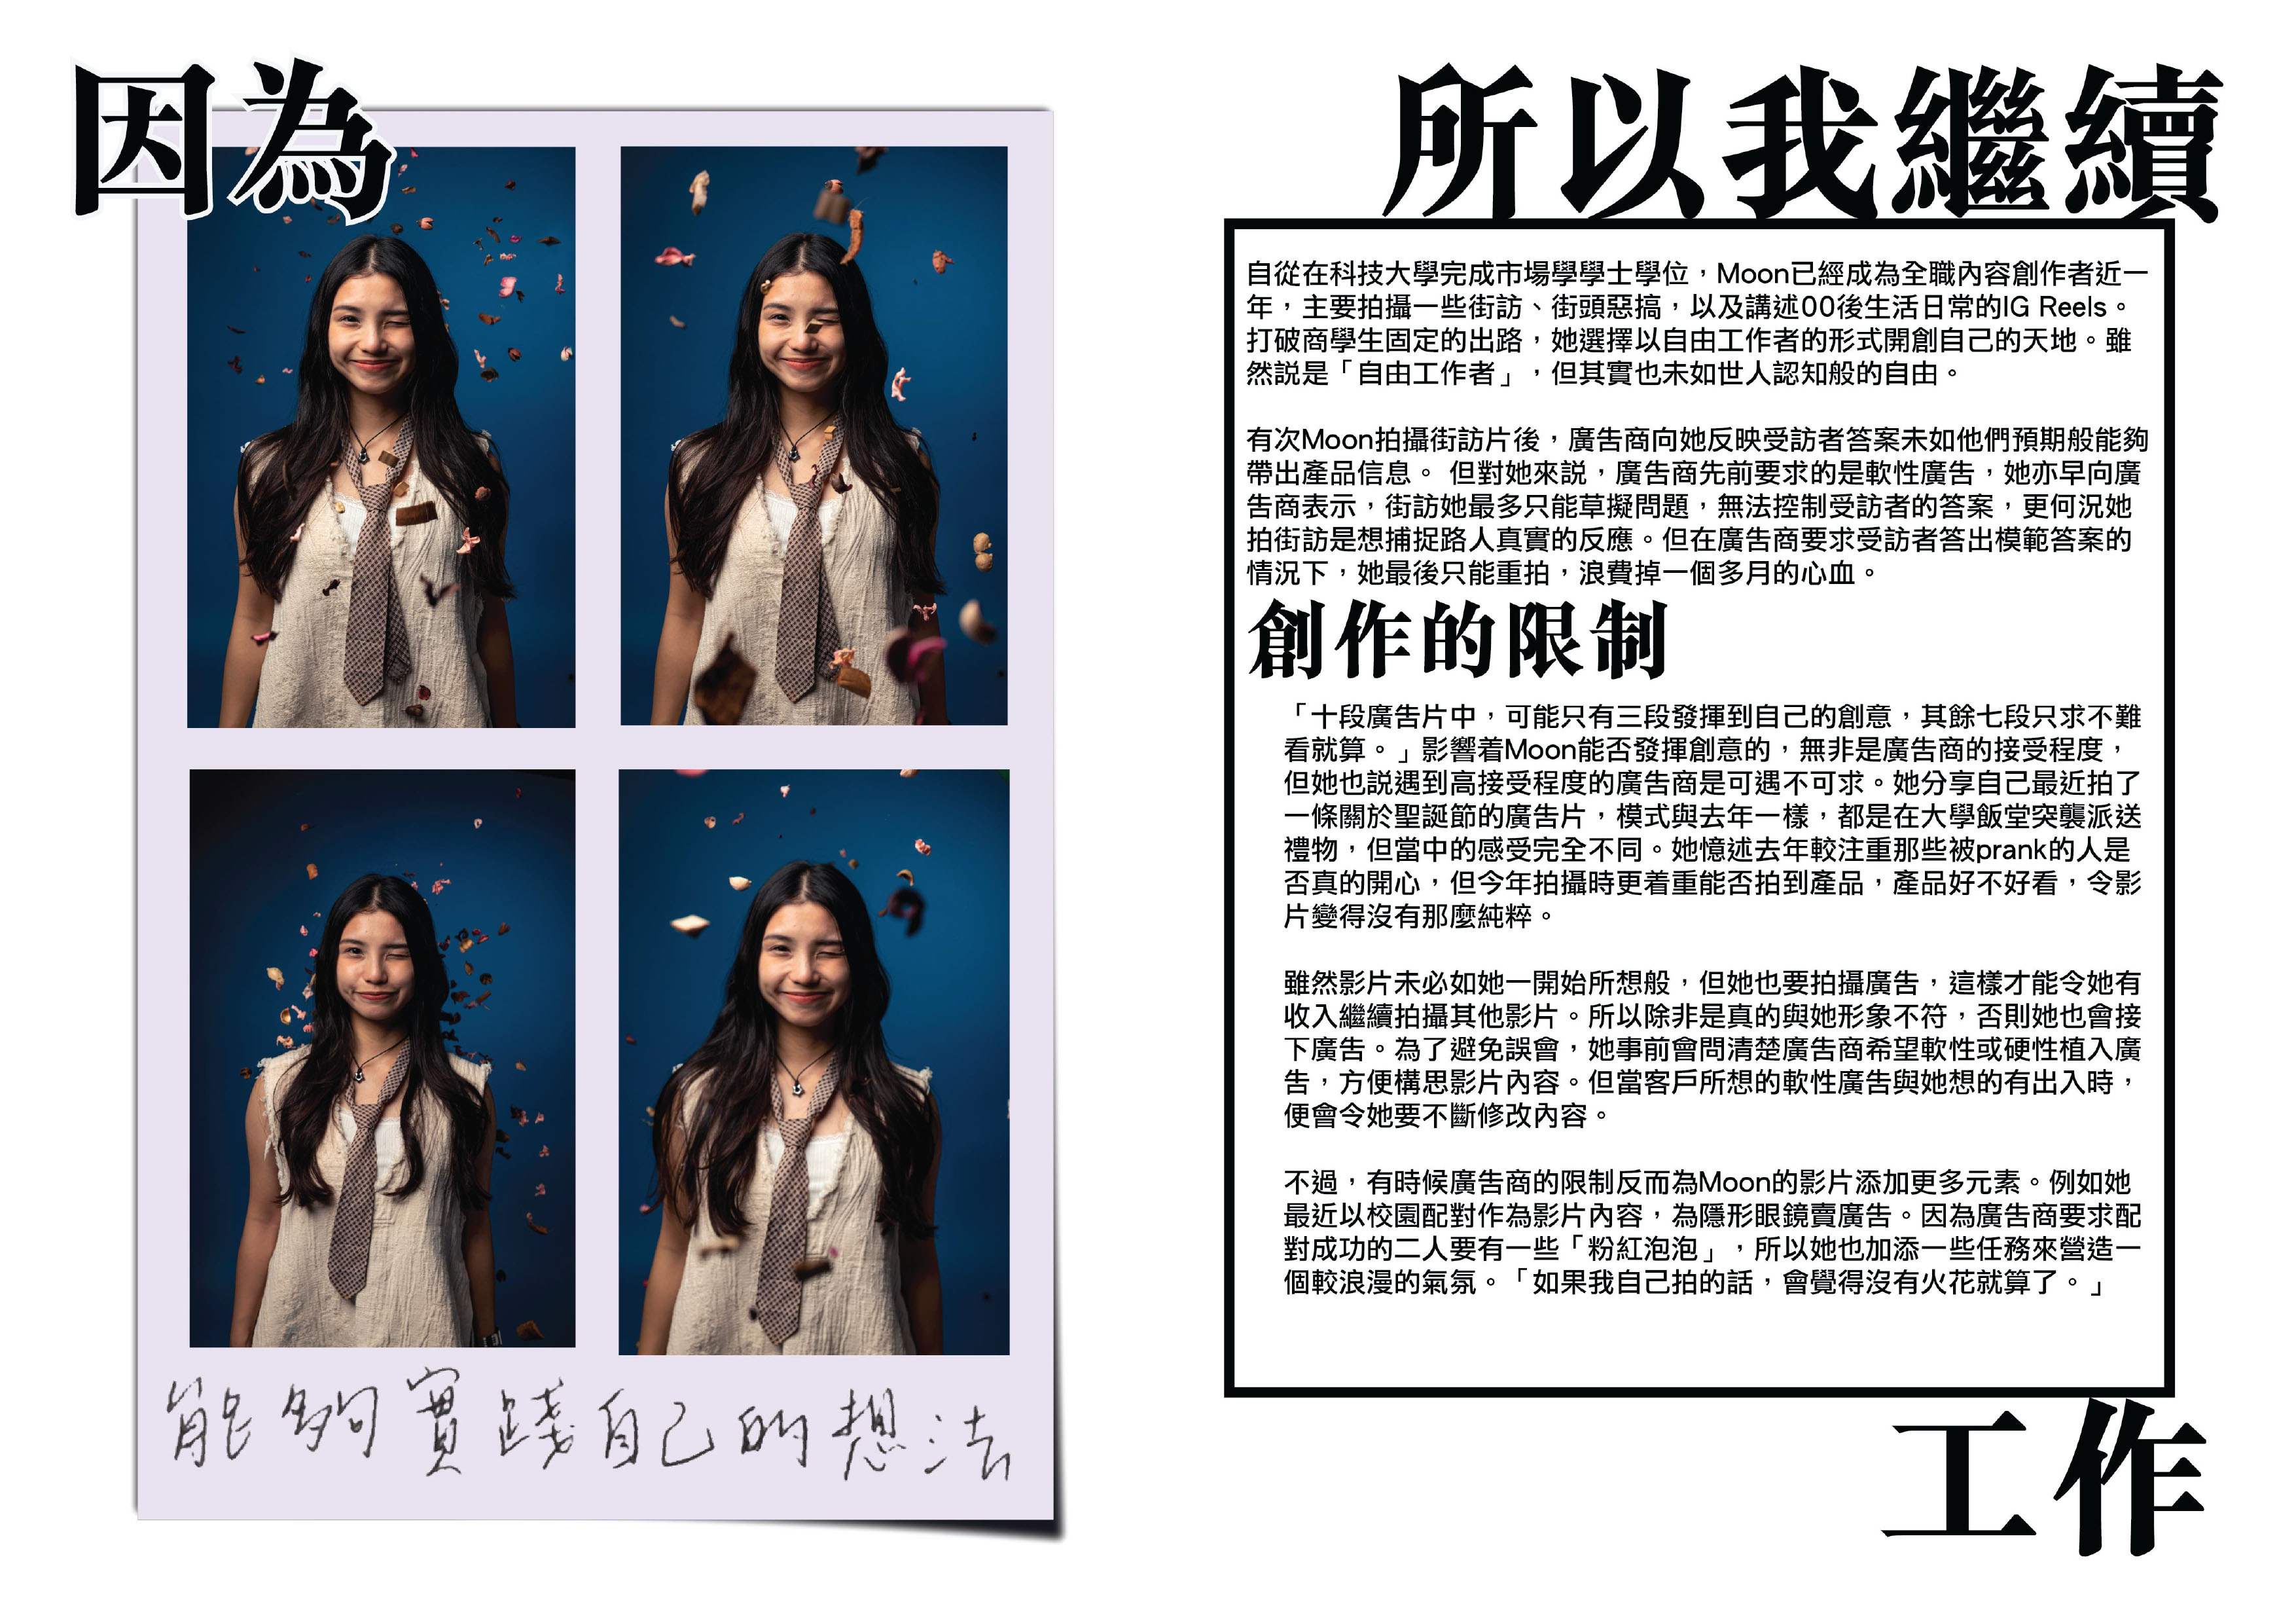 因為
能夠實踐自己的想法
所以我繼續
自從在科技大學完成市場學學士學位，Moon已經成為全職內容創作者近一
年，主要拍攝一些街訪、街頭惡搞，以及講述00後生活日常的IG Reels。
打破商學生固定的出路，她選擇以自由工作者的形式開創自己的天地。雖
然說是「自由工作者」，但其實也未如世人認知般的自由。
有次Moon拍攝街訪片後，廣告商向她反映受訪者答案未如他們預期般能夠
帶出產品信息。 但對她來說，廣告商先前要求的是軟性廣告，她亦早向廣
告商表示，街訪她最多只能草擬問題，無法控制受訪者的答案，更何況她
拍街訪是想捕捉路人真實的反應。但在廣告商要求受訪者答出模範答案的
情況下，她最後只能重拍，浪費掉一個多月的心血。
創作的限制
「十段廣告片中，可能只有三段發揮到自己的創意，其餘七段只求不難
看就算。」影響着Moon能否發揮創意的，無非是廣告商的接受程度，
但她也說遇到高接受程度的廣告商是可遇不可求。她分享自己最近拍了
一條關於聖誕節的廣告片，模式與去年一樣，都是在大學飯堂突襲派送
禮物，但當中的感受完全不同。她憶述去年較注重那些被prank的人是
否真的開心，但今年拍攝時更着重能否拍到產品，產品好不好看，令影
片變得沒有那麼純粹。
雖然影片未必如她一開始所想般，但她也要拍攝廣告，這樣才能令她有
收入繼續拍攝其他影片。所以除非是真的與她形象不符，否則她也會接
下廣告。為了避免誤會，她事前會問清楚廣告商希望軟性或硬性植入廣
告，方便構思影片內容。但當客戶所想的軟性廣告與她想的有出入時，
便會令她要不斷修改內容。
不過，有時候廣告商的限制反而為Moon的影片添加更多元素。例如她
最近以校園配對作為影片內容，為隱形眼鏡賣廣告。因為廣告商要求配
對成功的二人要有一些「粉紅泡泡」，所以她也加添一些任務來營造一
個較浪漫的氣氛。「如果我自己拍的話，會覺得沒有火花就算了。」
工作